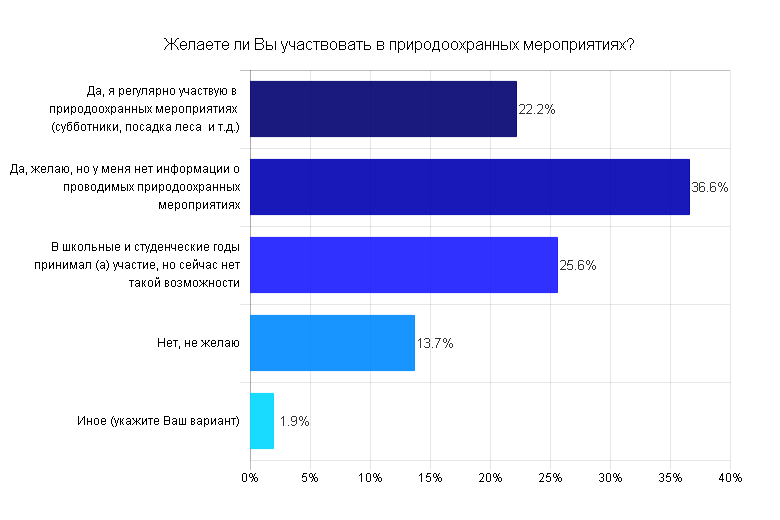 Желаете ли Вы участвовать в природоохранных мероприятиях?
Да, я регулярно участвую в
природоохранных мероприятиях
(субботники, посадка леса и т.д.)
22.2%
Да, желаю, но у меня нет информации о
проводимых природоохранных
мероприятиях
36.6%
В школьные и студенческие годы
принимал (а) участие, но сейчас нет
такой возможности
25.6%
Нет, не желаю
13.7%
Иное (укажите Ваш вариант)
1.9%
0% 5% 10% 15% 20% 25% 30% 35% 40%